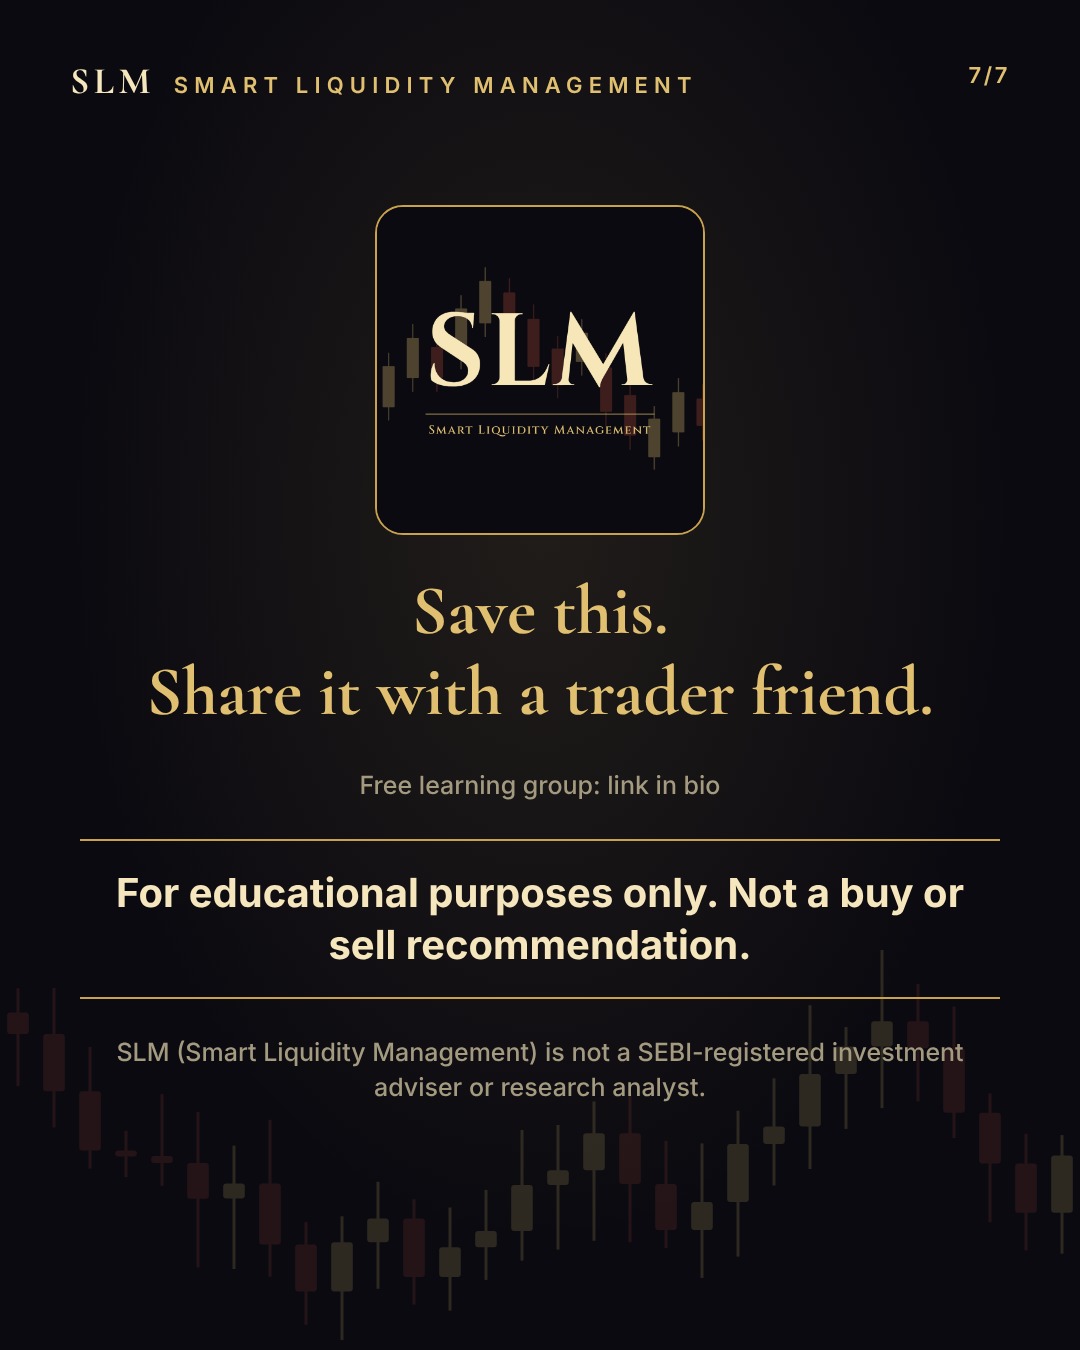 SLM SMART LIQUIDITY MANAGEMENT
7/7
SLM
SMART LIQUIDITY MANAGEMENT
Save this.
Share it with a trader friend.
Free learning group: link in bio
For educational purposes only. Not a buy or
sell recommendation.
SLM (Smart Liquidity Management) is not a SEBI-registered investment
adviser or research analyst.